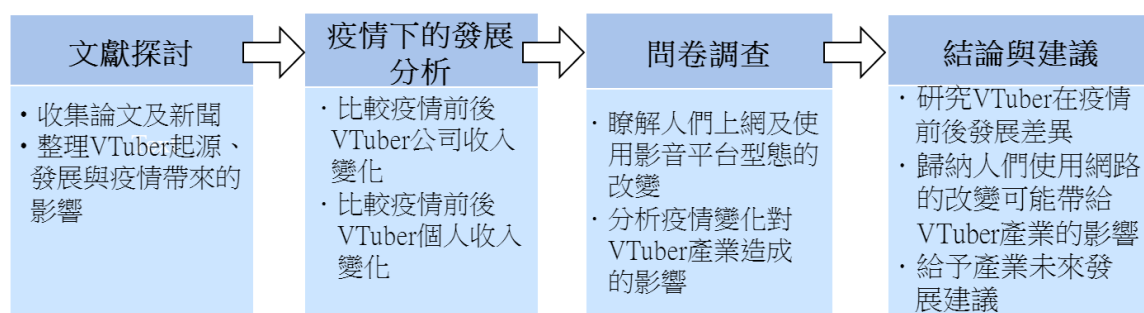 文獻探討
•收集論文及新聞
•整理VTuber起源、
發展與疫情帶來的
影響
疫情下的發展
分析
·比較疫情前後
VTuber公司收入
變化
·比較疫情前後
VTuber個人收入
變化
問卷調查
·瞭解人們上網及使
用影音平台型態的
改變
·分析疫情變化對
VTuber產業造成
的影響
結論與建議
·研究VTuber在疫情
前後發展差異
·歸納人們使用網路
的改變可能帶給
VTuber產業的影響
·給予產業未來發
展建議